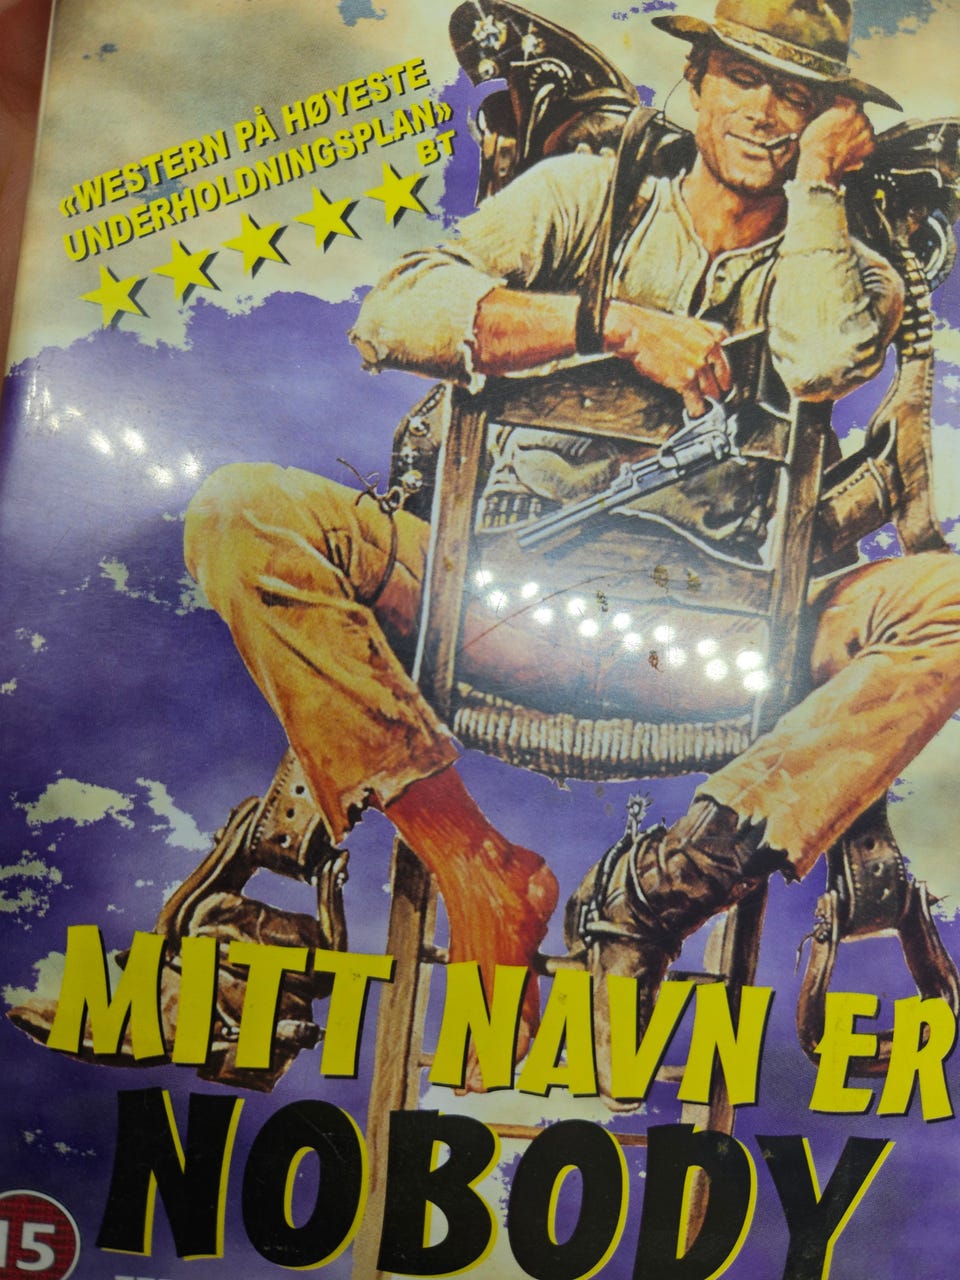 «WESTERN PÅ HØYESTE
UNDERHOLDNINGSPLAN»
BT
MITT NAVN ER
NOBODY
15